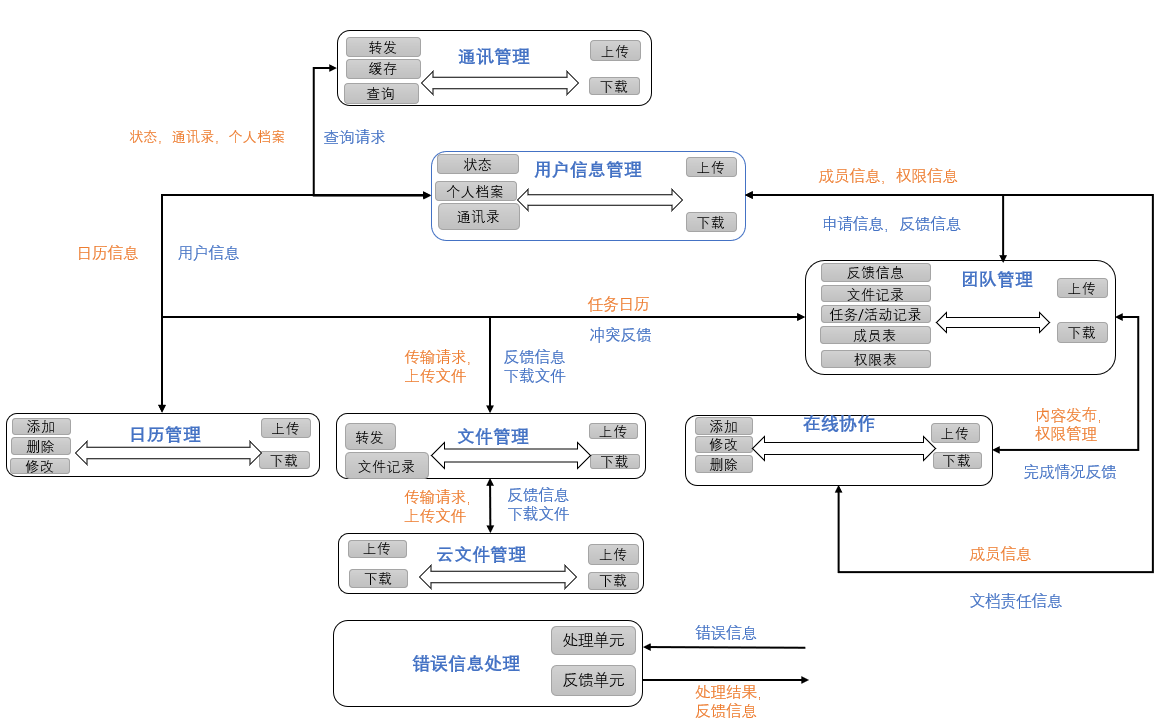 转发
通讯管理
上传
缓存
查询
下载
状态，通讯录，个人档案
查询请求
状态
用户信息管理
上传
个人档案
通讯录
下载
成员信息，权限信息
申请信息，反馈信息
日历信息
用户信息
反馈信息
团队管理
上传
文件记录
任务/活动记录
成员表
下载
权限表
任务日历
冲突反馈
传输请求，
上传文件
反馈信息
下载文件
添加
日历管理
上传
删除
修改
下载
转发
文件管理
上传
文件记录
下载
添加
在线协作
上传
修改
删除
下载
内容发布，
权限管理
完成情况反馈
传输请求，
上传文件
反馈信息
下载文件
上传
云文件管理
上传
下载
下载
成员信息
文档责任信息
错误信息处理
处理单元
反馈单元
错误信息
处理结果，
反馈信息